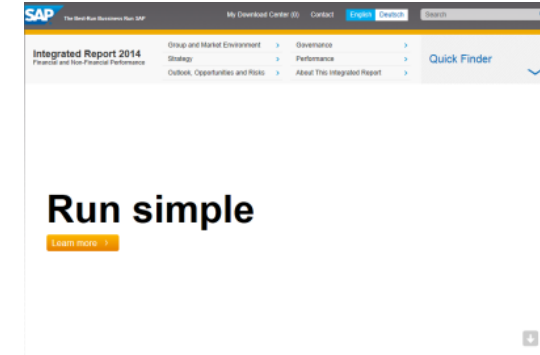 SAP The Best-Run Businesses Run SAP
My Download Center (0) Contact English Deutsch Search
Integrated Report 2014
Financial and Non-Financial Performance
Group and Market Environment
Strategy
Outlook, Opportunities and Risks
Governance
Performance
About This Integrated Report
Quick Finder
Run simple
Learn more